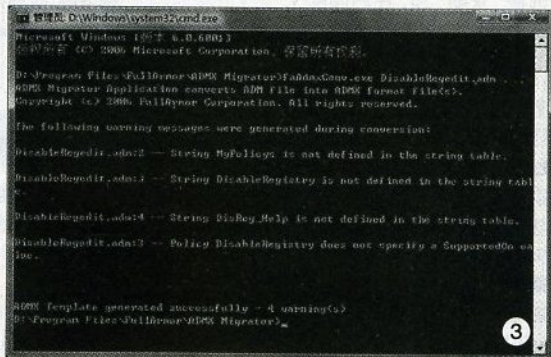 管理员: D:\Windows\system32\cmd.exe
Microsoft Windows [版本 6.0.6001]
版权所有 (C) 2006 Microsoft Corporation. 保留所有权利。
D:\Program Files\FullArmor\ADMX Migrator>faAdmxConv.exe DisableRegedit.adm . .
ADMX Migrator Application converts ADM file into ADMX format file(s).
Copyright (c) 2006 FullArmor Corporation. All rights reserved.
The following warning messages were generated during conversion:
DisableRegedit.adm:2 -- String MyPolicys is not defined in the string table.
DisableRegedit.adm:3 -- String DisableRegistry is not defined in the string tabl
e.
DisableRegedit.adm:4 -- String DisReg_Help is not defined in the string table.
DisableRegedit.adm:3 -- Policy DisableRegistry does not specify a SupportedOn va
lue.
ADMX Template generated successfully - 4 warning(s)
D:\Program Files\FullArmor\ADMX Migrator>_
3